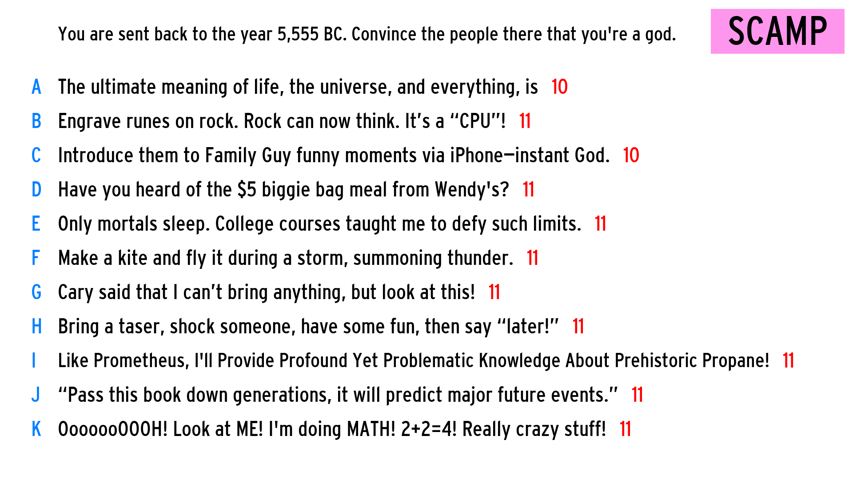 You are sent back to the year 5,555 BC. Convince the people there that you're a god.
SCAMP
A The ultimate meaning of life, the universe, and everything, is 10
B Engrave runes on rock. Rock can now think. It’s a “CPU”! 11
C Introduce them to Family Guy funny moments via iPhone—instant God. 10
D Have you heard of the $5 biggie bag meal from Wendy's? 11
E Only mortals sleep. College courses taught me to defy such limits. 11
F Make a kite and fly it during a storm, summoning thunder. 11
G Cary said that I can’t bring anything, but look at this! 11
H Bring a taser, shock someone, have some fun, then say “later!” 11
I Like Prometheus, I'll Provide Profound Yet Problematic Knowledge About Prehistoric Propane! 11
J “Pass this book down generations, it will predict major future events.” 11
K OoooooOOOH! Look at ME! I'm doing MATH! 2+2=4! Really crazy stuff! 11